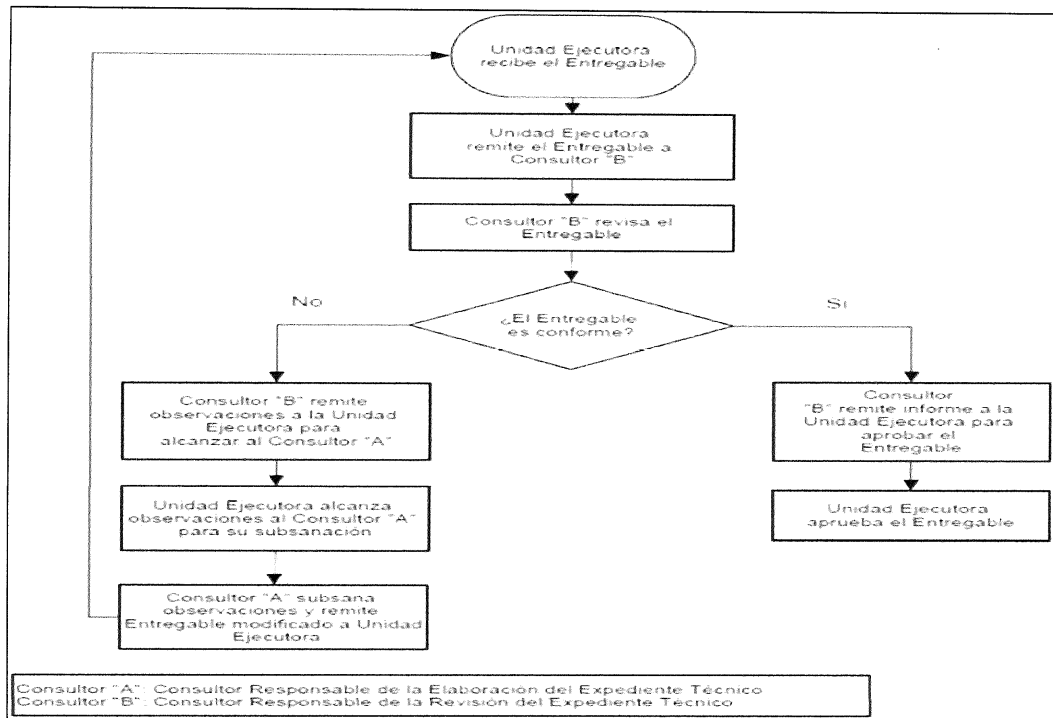 Unidad Ejecutora
recibe el Entregable
Unidad Ejecutora
remite el Entregable a
Consultor "B"
Consultor "B" revisa el
Entregable
¿El Entregable
es conforme?
No
Si
Consultor "B" remite
observaciones a la Unidad
Ejecutora para
alcanzar al Consultor "A"
Unidad Ejecutora alcanza
observaciones al Consultor "A"
para su subsanación
Consultor "A" subsana
observaciones y remite
Entregable modificado a Unidad
Ejecutora
Consultor
"B" remite informe a la
Unidad Ejecutora para
aprobar el
Entregable
Unidad Ejecutora
aprueba el Entregable
Consultor "A": Consultor Responsable de la Elaboración del Expediente Técnico
Consultor "B": Consultor Responsable de la Revisión del Expediente Técnico